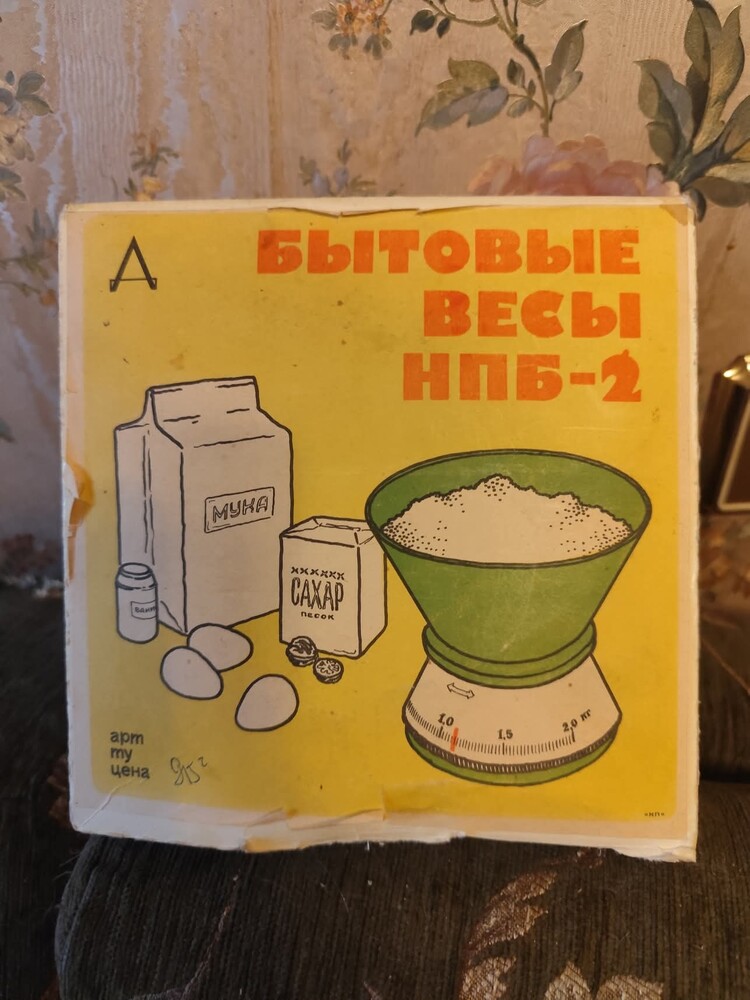 Д
БЫТОВЫЕ
ВЕСЫ
НПБ-2
МУКА
××××××
САХАР
песок
1,0
1,5
2,0 кг
арт
ту
цена